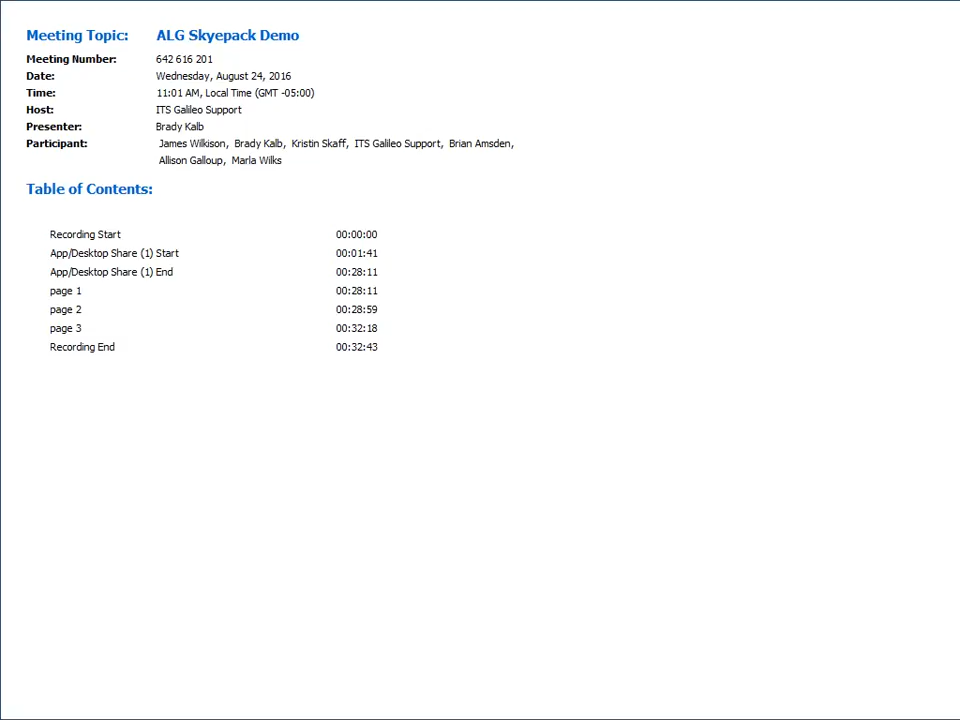 Meeting Topic: ALG Skyepack Demo
Meeting Number: 642 616 201
Date: Wednesday, August 24, 2016
Time: 11:01 AM, Local Time (GMT -05:00)
Host: ITS Galileo Support
Presenter: Brady Kalb
Participant: James Wilkison, Brady Kalb, Kristin Skaff, ITS Galileo Support, Brian Amsden,
Allison Galloup, Marla Wilks
Table of Contents:
Recording Start 00:00:00
App/Desktop Share (1) Start 00:01:41
App/Desktop Share (1) End 00:28:11
page 1 00:28:11
page 2 00:28:59
page 3 00:32:18
Recording End 00:32:43